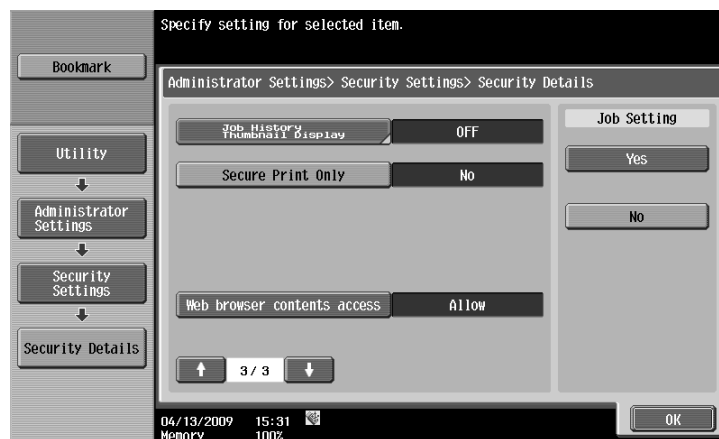 Specify setting for selected item.
Bookmark
Administrator Settings> Security Settings> Security Details
Job History
Thumbnail Display
OFF
Job Setting
Yes
Utility
Secure Print Only
No
No
Administrator
Settings
Security
Settings
Web browser contents access
Allow
Security Details
3/3
04/13/2009 15:31
Memory 100%
OK